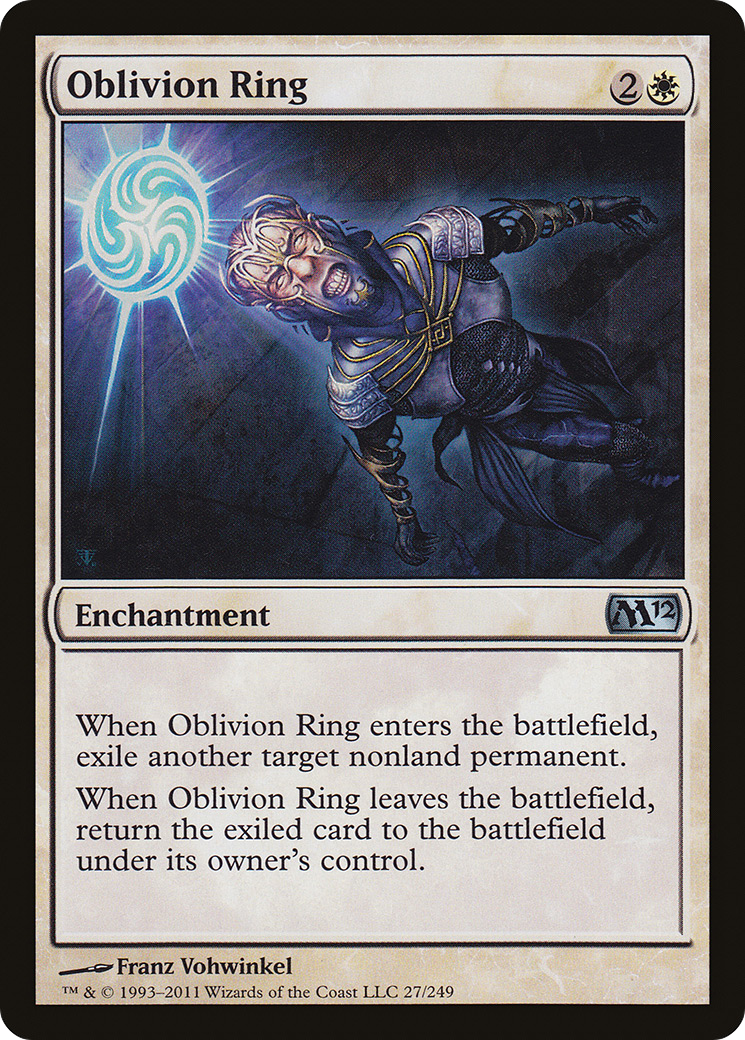 Oblivion Ring 2
Enchantment M12
When Oblivion Ring enters the battlefield,
exile another target nonland permanent.
When Oblivion Ring leaves the battlefield,
return the exiled card to the battlefield
under its owner's control.
Franz Vohwinkel
™ & © 1993–2011 Wizards of the Coast LLC 27/249